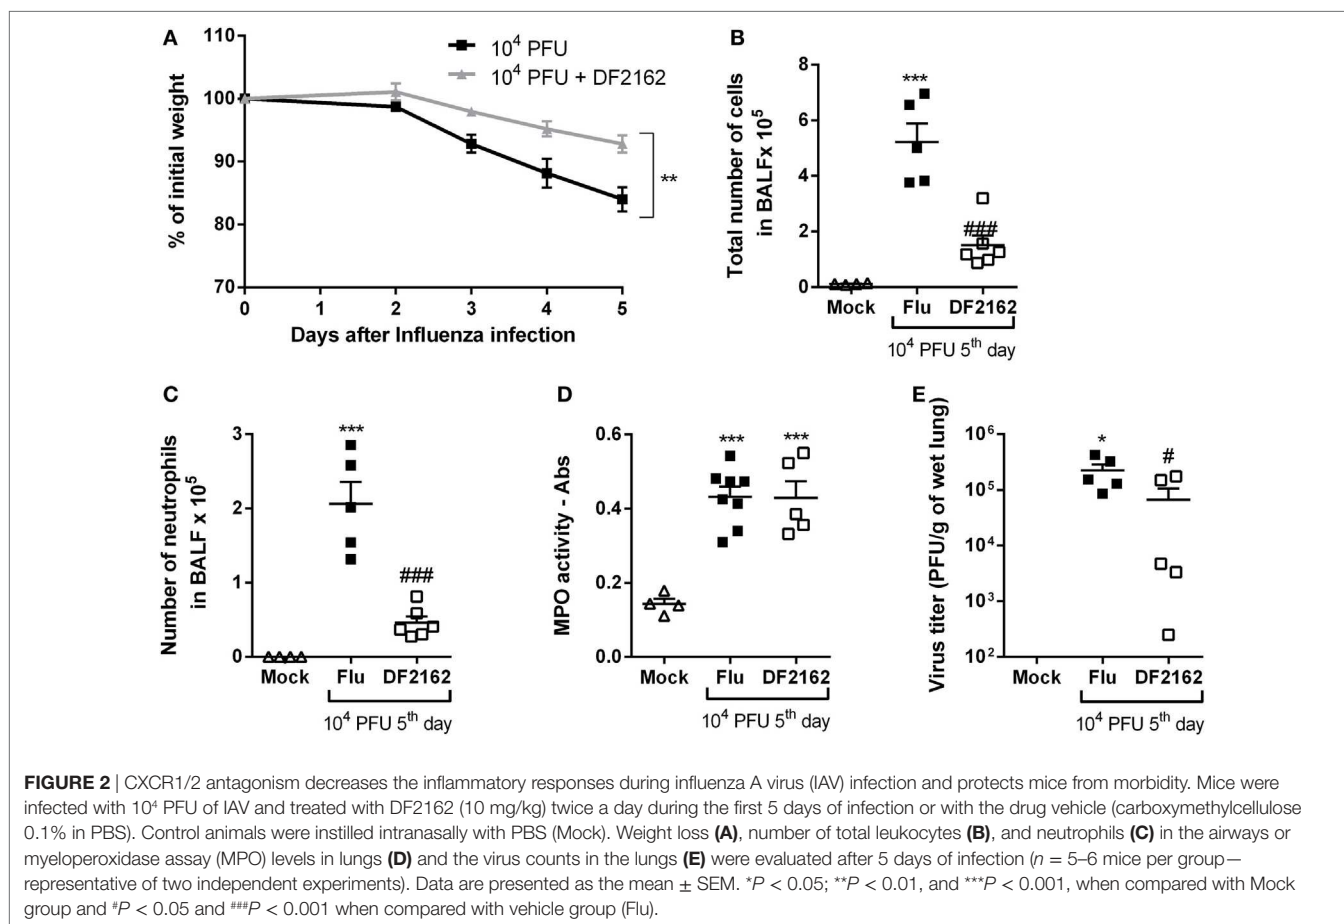 A
110
100
90
80
70
% of initial weight
10⁴ PFU
10⁴ PFU + DF2162
**
0 1 2 3 4 5
Days after Influenza infection
B
8
6
4
2
0
Total number of cells
in BALFx 10⁵
***
###
Mock Flu DF2162
10⁴ PFU 5ᵗʰ day
C
3
2
1
0
Number of neutrophils
in BALF x 10⁵
***
###
Mock Flu DF2162
10⁴ PFU 5ᵗʰ day
D
0.6
0.4
0.2
0.0
MPO activity - Abs
***
***
Mock Flu DF2162
10⁴ PFU 5ᵗʰ day
E
10⁶
10⁵
10⁴
10³
10²
Virus titer (PFU/g of wet lung)
*
#
Mock Flu DF2162
10⁴ PFU 5ᵗʰ day
FIGURE 2 | CXCR1/2 antagonism decreases the inflammatory responses during influenza A virus (IAV) infection and protects mice from morbidity. Mice were
infected with 10⁴ PFU of IAV and treated with DF2162 (10 mg/kg) twice a day during the first 5 days of infection or with the drug vehicle (carboxymethylcellulose
0.1% in PBS). Control animals were instilled intranasally with PBS (Mock). Weight loss (A), number of total leukocytes (B), and neutrophils (C) in the airways or
myeloperoxidase assay (MPO) levels in lungs (D) and the virus counts in the lungs (E) were evaluated after 5 days of infection (n = 5–6 mice per group—
representative of two independent experiments). Data are presented as the mean ± SEM. *P < 0.05; **P < 0.01, and ***P < 0.001, when compared with Mock
group and #P < 0.05 and ###P < 0.001 when compared with vehicle group (Flu).